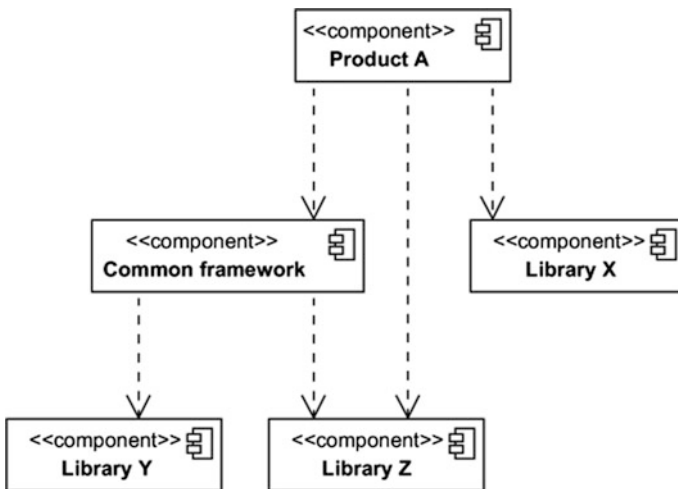 <<component>>
Product A
<<component>>
Common framework
<<component>>
Library X
<<component>>
Library Y
<<component>>
Library Z